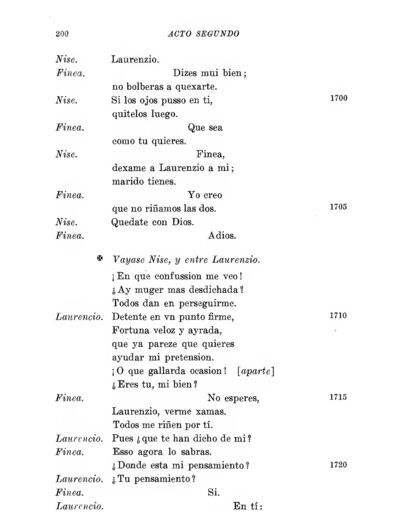 200 ACTO SEGUNDO
Nise. Laurenzio.
Finea. Dizes mui bien;
no bolberas a quexarte.
Nise. Si los ojos pusso en ti, 1700
quitelos luego.
Finea. Que sea
como tu quieres.
Nise. Finea,
dexame a Laurenzio a mi;
marido tienes.
Finea. Yo creo
que no riñamos las dos. 1705
Nise. Quedate con Dios.
Finea. Adios.
✠ Vayase Nise, y entre Laurenzio.
¡En que confussion me veo!
¿Ay muger mas desdichada?
Todos dan en perseguirme.
Laurencio. Detente en vn punto firme, 1710
Fortuna veloz y ayrada,
que ya pareze que quieres
ayudar mi pretension.
¡O que gallarda ocasion! [aparte]
¿Eres tu, mi bien?
Finea. No esperes, 1715
Laurenzio, verme xamas.
Todos me riñen por tí.
Laurencio. Pues ¿que te han dicho de mi?
Finea. Esso agora lo sabras.
¿Donde esta mi pensamiento? 1720
Laurencio. ¿Tu pensamiento?
Finea. Si.
Laurencio. En tí;